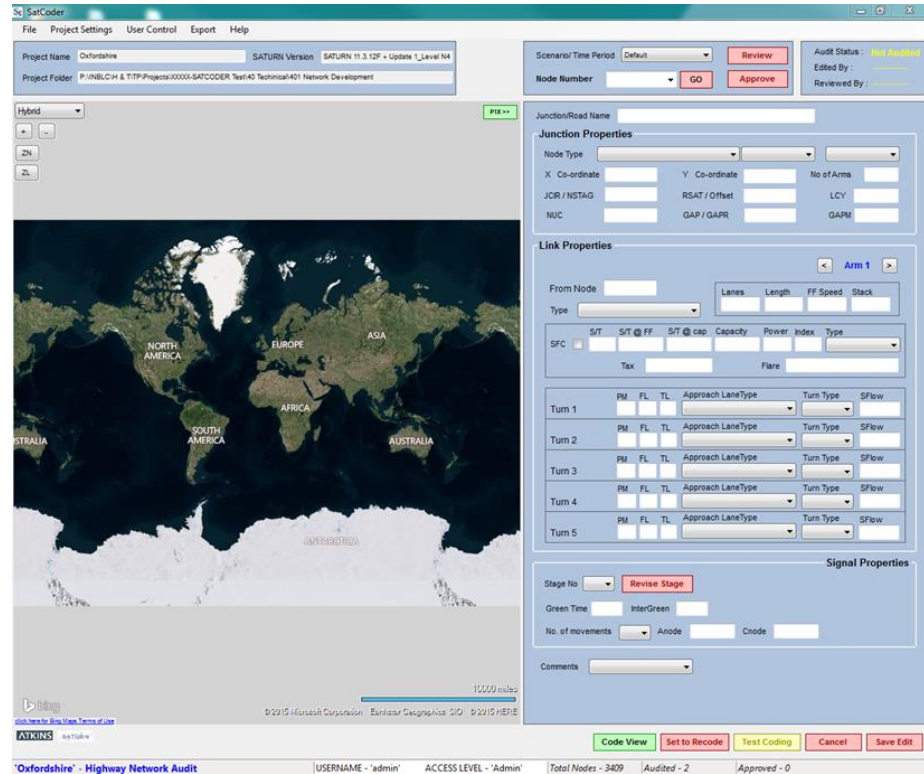 SatCoder
File Project Settings User Control Export Help
Project Name Oxfordshire SATURN Version SATURN 11.3.12F + Update 1_Level N4
Project Folder P:\INBLC\H & T\TP\Projects\XXXXX-SATCODER Test\40 Techinical\401 Network Development
Scenario/ Time Period Default Review
Node Number GO Approve
Audit Status : Not Audited
Edited By :
Reviewed By :
Hybrid PIX >>
+ -
ZN
ZL
NORTH AMERICA
EUROPE
ASIA
AFRICA
SOUTH AMERICA
STRALIA
AUSTRALIA
ANTARCTICA
10000 miles
bing
© 2015 Microsoft Corporation Earthstar Geographics SIO © 2015 HERE
click here for Bing Maps Terms of Use
Junction/Road Name
Junction Properties
Node Type
X Co-ordinate Y Co-ordinate No of Arms
JCIR / NSTAG RSAT / Offset LCY
NUC GAP / GAPR GAPM
Link Properties
< Arm 1 >
From Node Lanes Length FF Speed Stack
Type
S/T S/T @ FF S/T @ cap Capacity Power Index Type
SFC
Tax Flare
PM FL TL Approach LaneType Turn Type SFlow
Turn 1
PM FL TL Approach LaneType Turn Type SFlow
Turn 2
PM FL TL Approach LaneType Turn Type SFlow
Turn 3
PM FL TL Approach LaneType Turn Type SFlow
Turn 4
PM FL TL Approach LaneType Turn Type SFlow
Turn 5
Signal Properties
Stage No Revise Stage
Green Time InterGreen
No. of movements Anode Cnode
Comments
ATKINS SATURN
Code View Set to Recode Test Coding Cancel Save Edit
'Oxfordshire' - Highway Network Audit USERNAME - 'admin' ACCESS LEVEL - 'Admin' Total Nodes - 3409 Audited - 2 Approved - 0